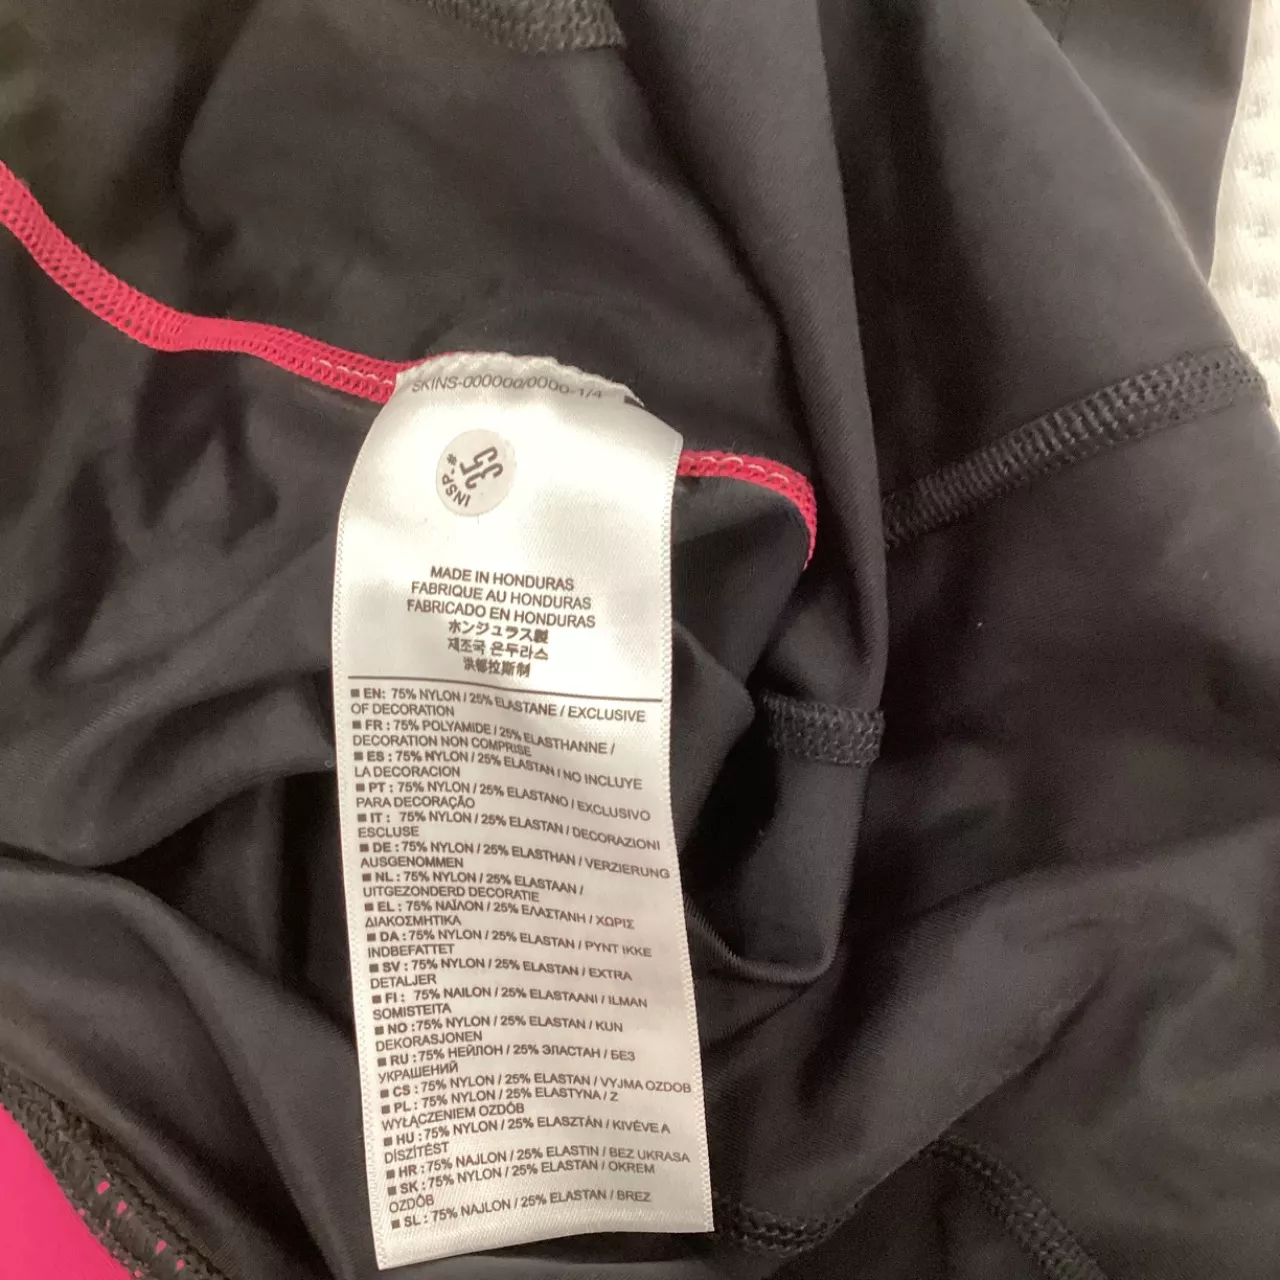 SKINS-000000/0000-1/4
INSP.#
35
MADE IN HONDURAS
FABRIQUE AU HONDURAS
FABRICADO EN HONDURAS
ホンジュラス製
제조국 온두라스
洪都拉斯制
■ EN: 75% NYLON / 25% ELASTANE / EXCLUSIVE
OF DECORATION
■ FR : 75% POLYAMIDE / 25% ELASTHANNE /
DECORATION NON COMPRISE
■ ES : 75% NYLON / 25% ELASTAN / NO INCLUYE
LA DECORACION
■ PT : 75% NYLON / 25% ELASTANO / EXCLUSIVO
PARA DECORAÇÃO
■ IT : 75% NYLON / 25% ELASTAN / DECORAZIONI
ESCLUSE
■ DE : 75% NYLON / 25% ELASTHAN / VERZIERUNG
AUSGENOMMEN
■ NL : 75% NYLON / 25% ELASTAAN /
UITGEZONDERD DECORATIE
■ EL : 75% ΝΑΪΛΟΝ / 25% ΕΛΑΣΤΑΝΗ / ΧΩΡΙΣ
ΔΙΑΚΟΣΜΗΤΙΚΑ
■ DA : 75% NYLON / 25% ELASTAN / PYNT IKKE
INDBEFATTET
■ SV : 75% NYLON / 25% ELASTAN / EXTRA
DETALJER
■ FI : 75% NAILON / 25% ELASTAANI / ILMAN
SOMISTEITA
■ NO :75% NYLON / 25% ELASTAN / KUN
DEKORASJONEN
■ RU : 75% НЕЙЛОН / 25% ЭЛАСТАН / БЕЗ
УКРАШЕНИЙ
■ CS : 75% NYLON / 25% ELASTAN / VYJMA OZDOB
■ PL : 75% NYLON / 25% ELASTYNA / Z
WYŁĄCZENIEM OZDÓB
■ HU : 75% NYLON / 25% ELASZTÁN / KIVÉVE A
DÍSZÍTÉST
■ HR : 75% NAJLON / 25% ELASTIN / BEZ UKRASA
■ SK : 75% NYLON / 25% ELASTAN / OKREM
OZDÔB
■ SL : 75% NAJLON / 25% ELASTAN / BREZ